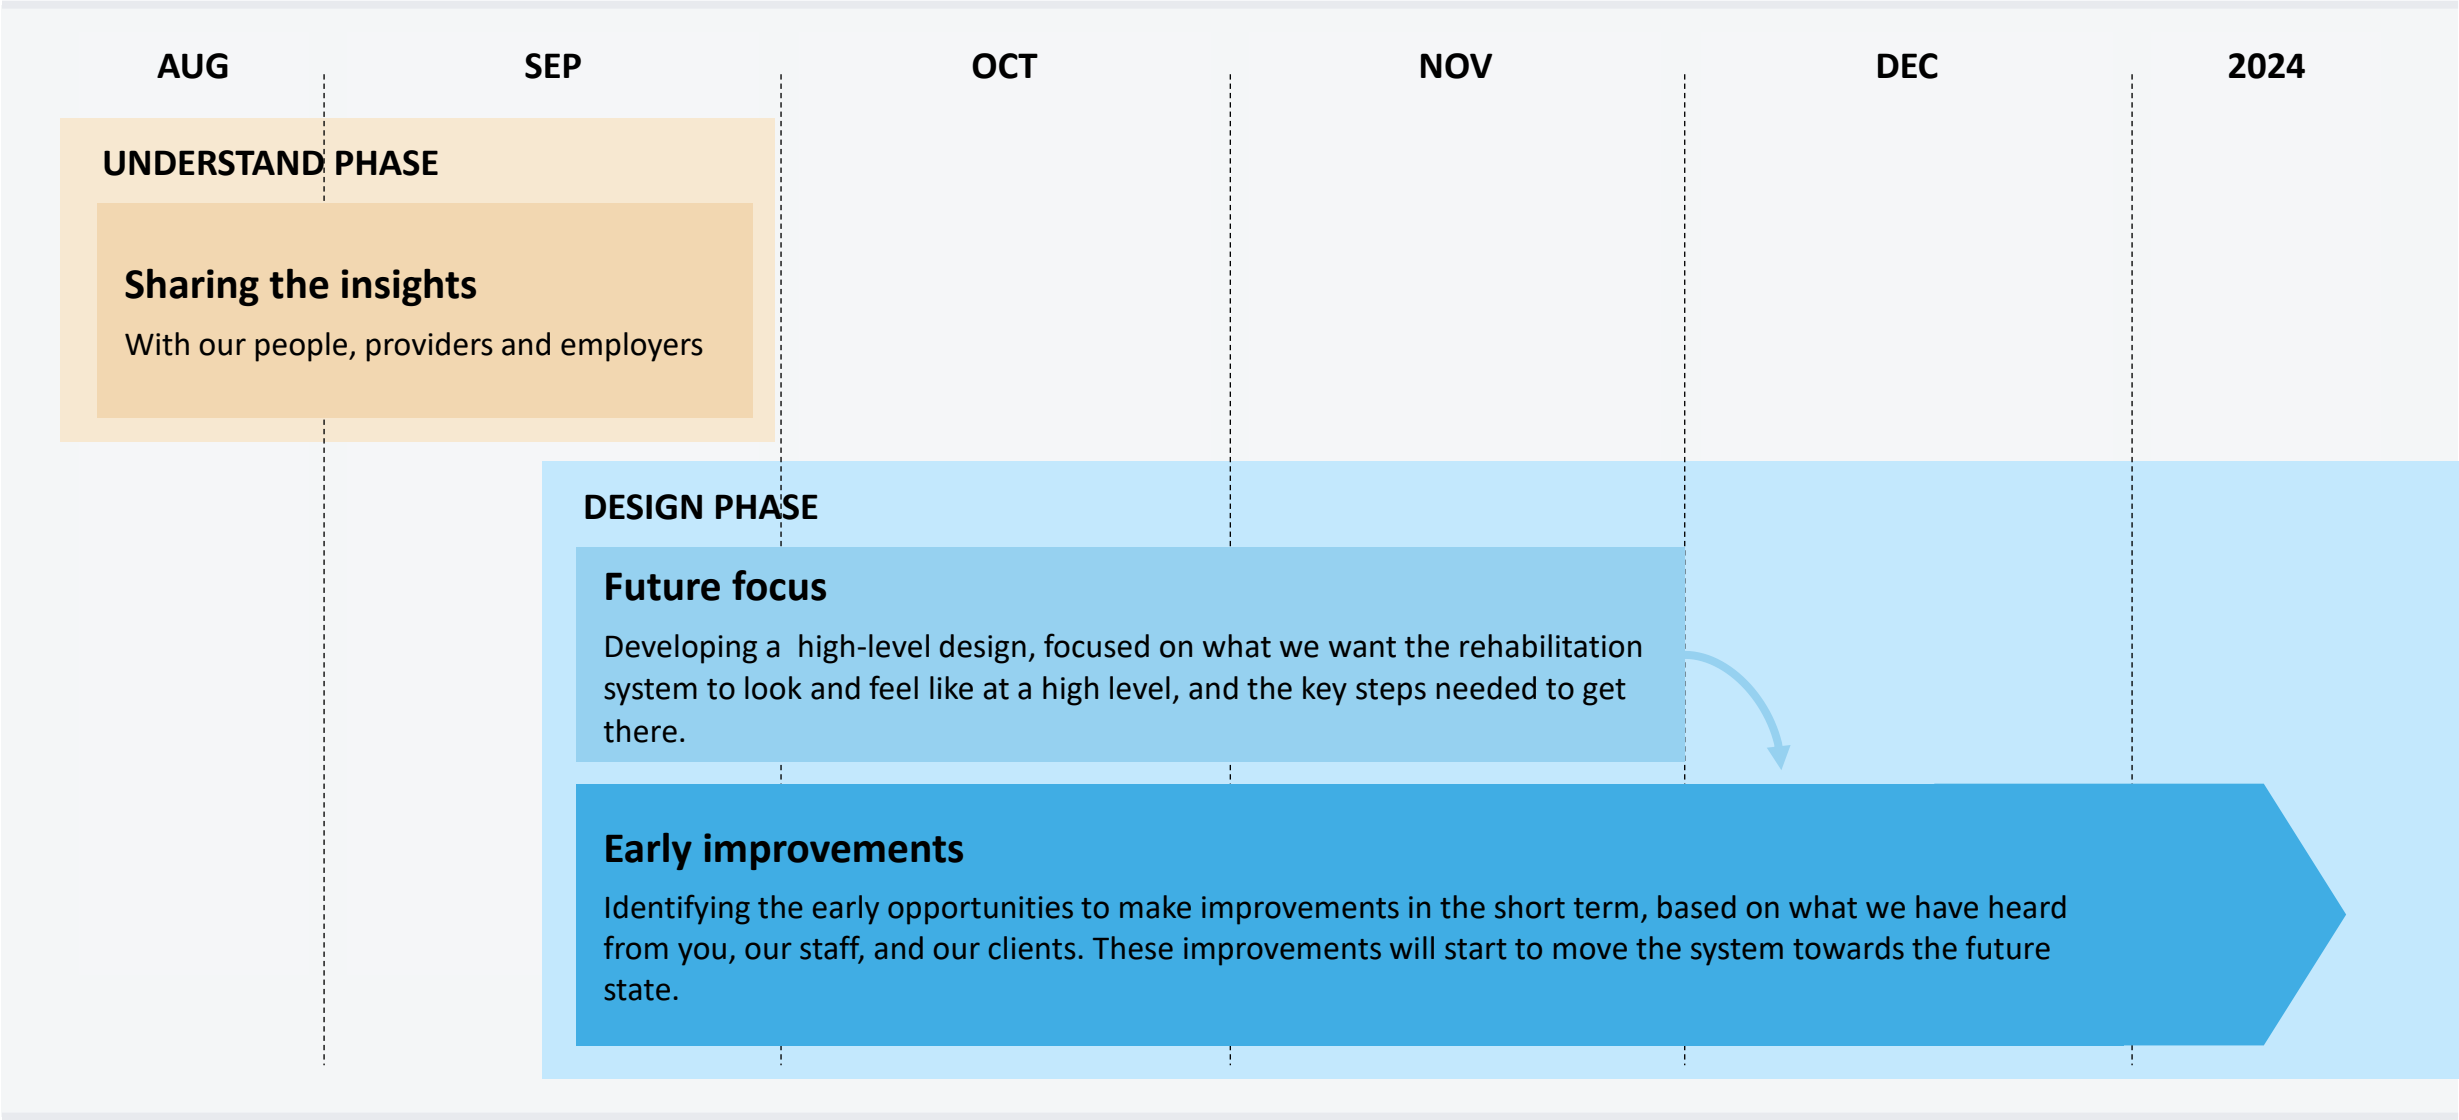 AUG
SEP
OCT
NOV
DEC
2024
UNDERSTAND PHASE
Sharing the insights
With our people, providers and employers
DESIGN PHASE
Future focus
Developing a  high-level design, focused on what we want the rehabilitation
system to look and feel like at a high level, and the key steps needed to get
there.
Early improvements
Identifying the early opportunities to make improvements in the short term, based on what we have heard
from you, our staff, and our clients. These improvements will start to move the system towards the future
state.